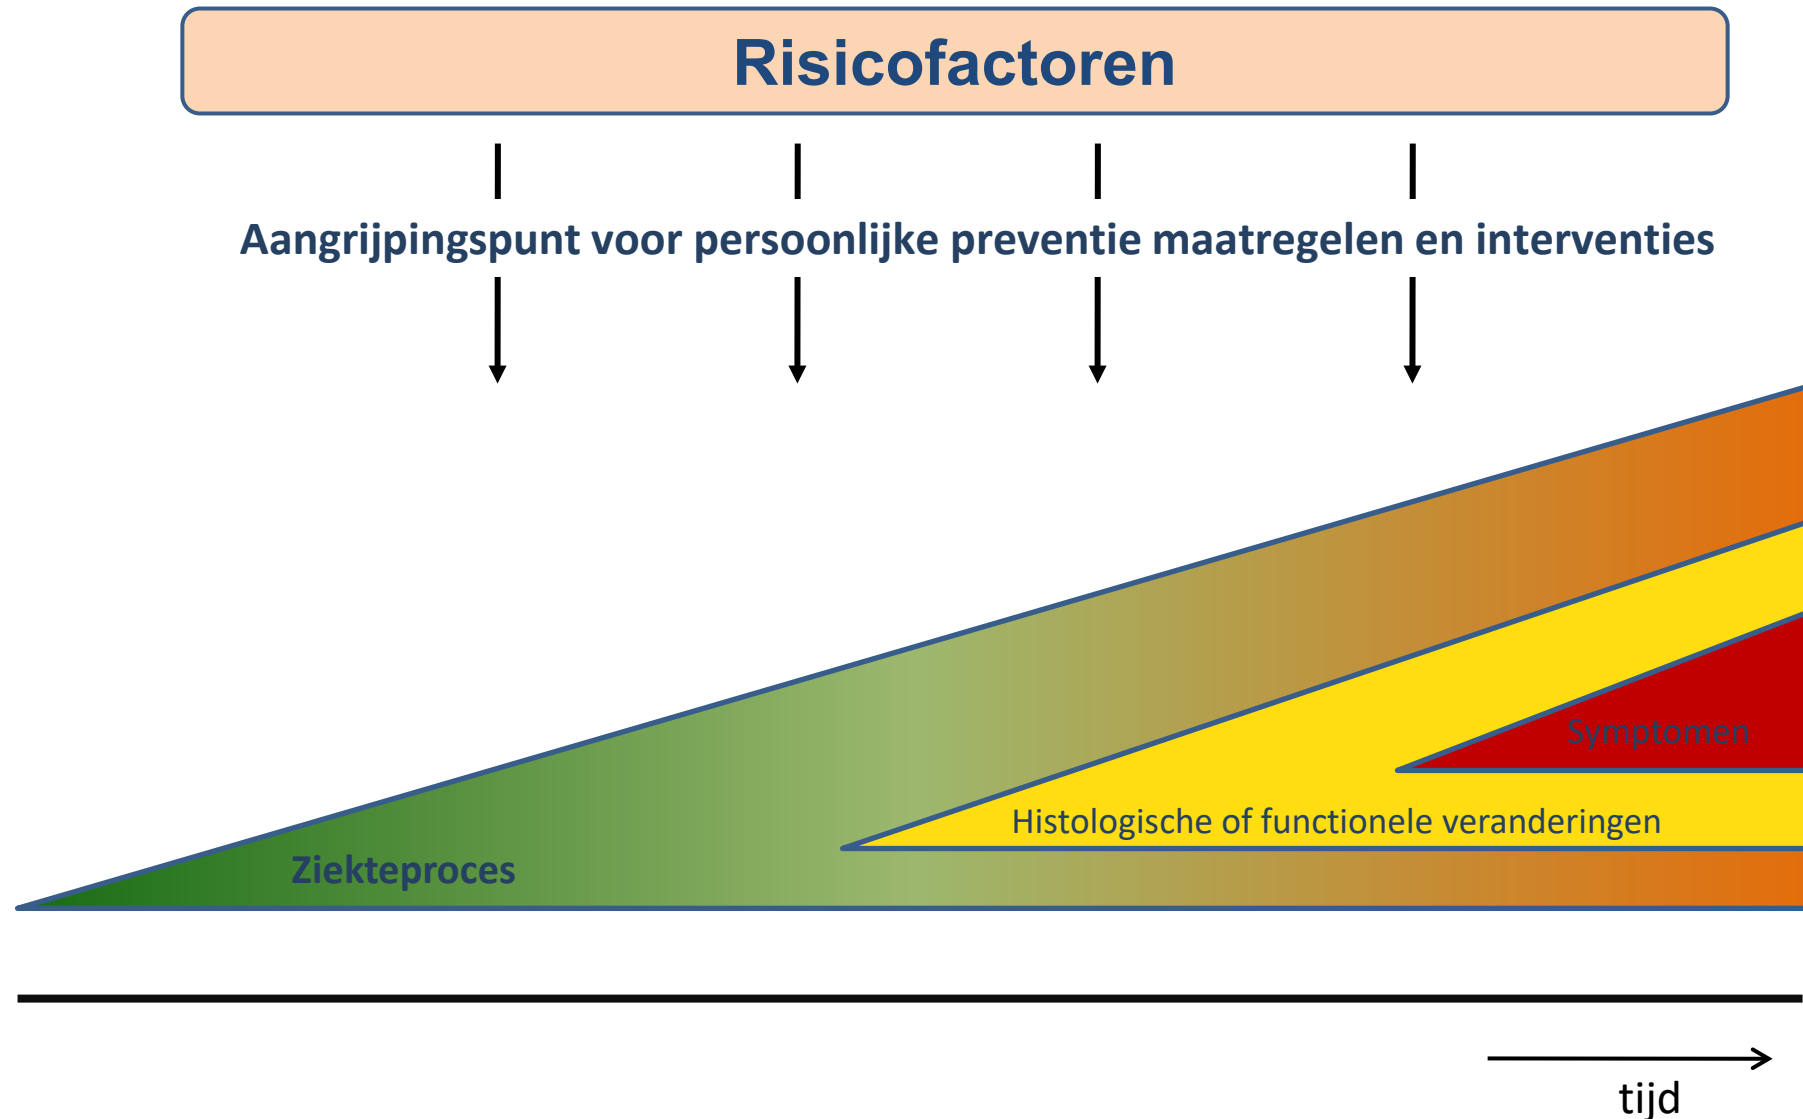 Risicofactoren
Aangrijpingspunt voor persoonlijke preventie maatregelen en interventies
Symptomen
Histologische of functionele veranderingen
Ziekteproces
tijd